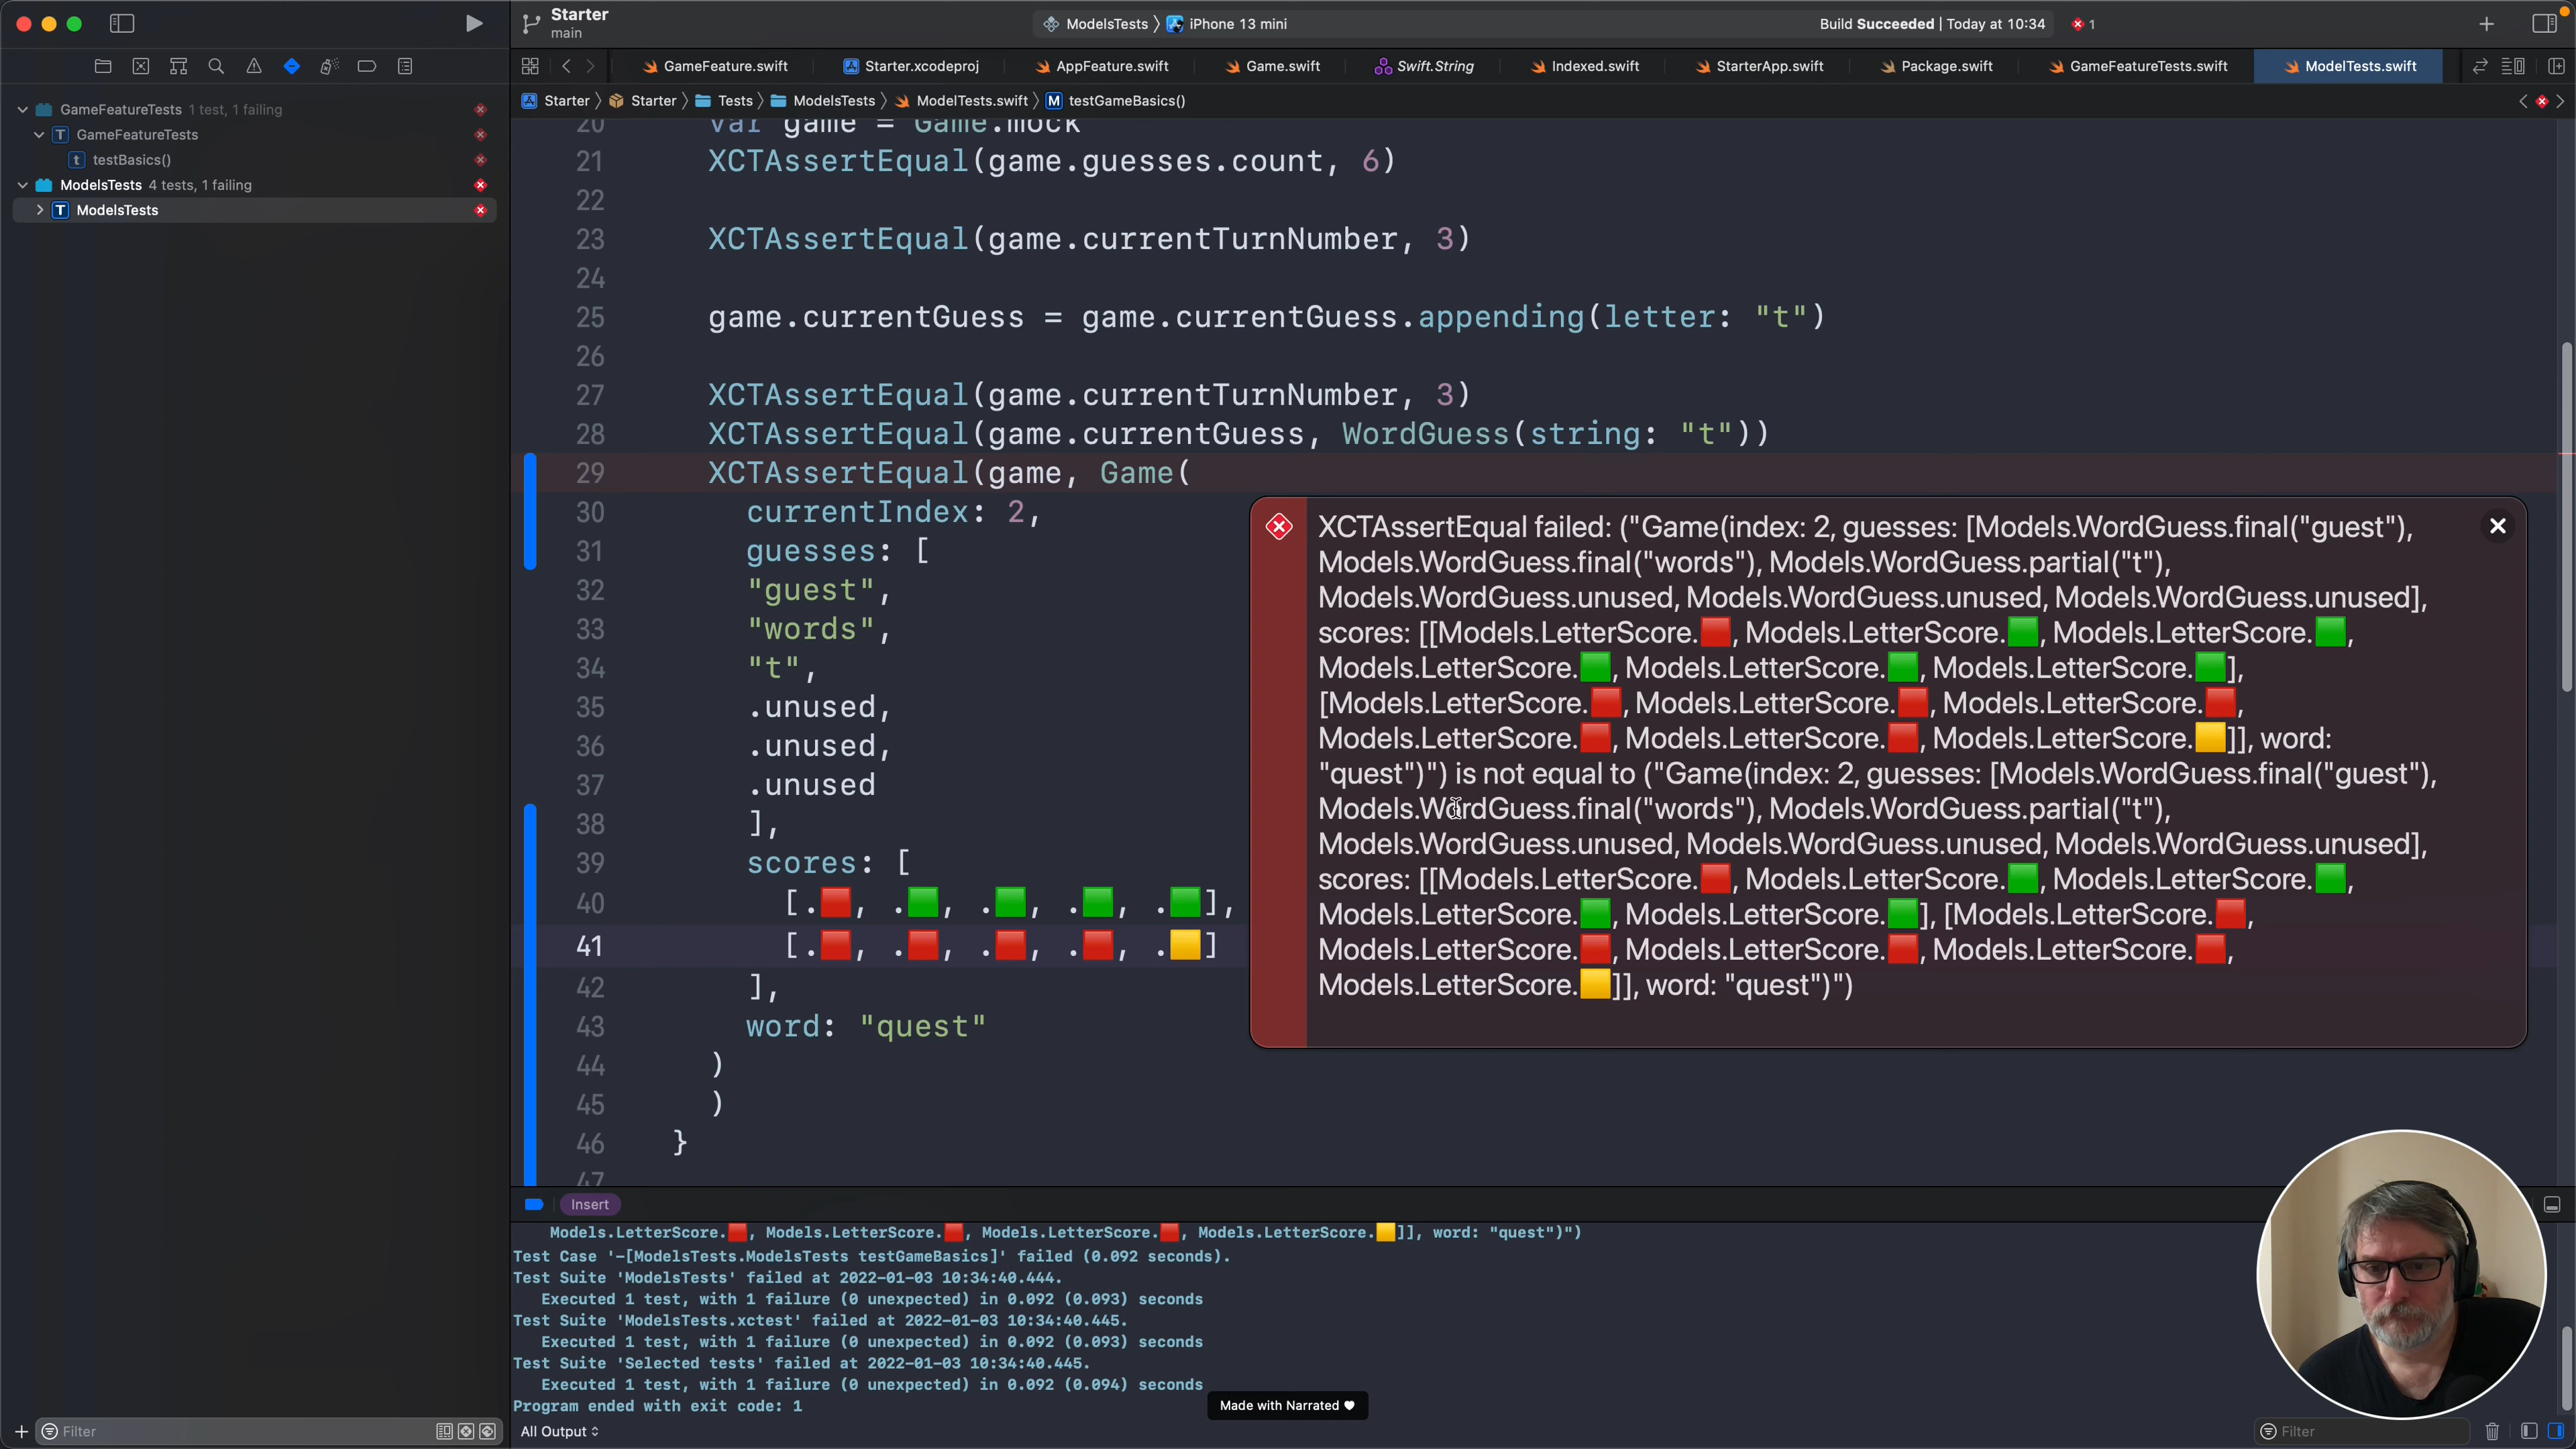 Starter
main
ModelsTests 〉 iPhone 13 mini
Build Succeeded | Today at 10:34
1
GameFeature.swift
Starter.xcodeproj
AppFeature.swift
Game.swift
Swift.String
Indexed.swift
StarterApp.swift
Package.swift
GameFeatureTests.swift
ModelTests.swift
Starter 〉 Starter 〉 Tests 〉 ModelsTests 〉 ModelTests.swift 〉 M testGameBasics()
GameFeatureTests 1 test, 1 failing
T GameFeatureTests
t testBasics()
ModelsTests 4 tests, 1 failing
T ModelsTests
20 var game = Game.mock
21 XCTAssertEqual(game.guesses.count, 6)
22
23 XCTAssertEqual(game.currentTurnNumber, 3)
24
25 game.currentGuess = game.currentGuess.appending(letter: "t")
26
27 XCTAssertEqual(game.currentTurnNumber, 3)
28 XCTAssertEqual(game.currentGuess, WordGuess(string: "t"))
29 XCTAssertEqual(game, Game(
30 currentIndex: 2,
31 guesses: [
32 "guest",
33 "words",
34 "t",
35 .unused,
36 .unused,
37 .unused
38 ],
39 scores: [
40 [.🟥, .🟩, .🟩, .🟩, .🟩],
41 [.🟥, .🟥, .🟥, .🟥, .🟨]
42 ],
43 word: "quest"
44 )
45 )
46 }
47
XCTAssertEqual failed: ("Game(index: 2, guesses: [Models.WordGuess.final("guest"),
Models.WordGuess.final("words"), Models.WordGuess.partial("t"),
Models.WordGuess.unused, Models.WordGuess.unused, Models.WordGuess.unused],
scores: [[Models.LetterScore.🟥, Models.LetterScore.🟩, Models.LetterScore.🟩,
Models.LetterScore.🟩, Models.LetterScore.🟩, Models.LetterScore.🟩],
[Models.LetterScore.🟥, Models.LetterScore.🟥, Models.LetterScore.🟥,
Models.LetterScore.🟥, Models.LetterScore.🟥, Models.LetterScore.🟨]], word:
"quest")") is not equal to ("Game(index: 2, guesses: [Models.WordGuess.final("guest"),
Models.WordGuess.final("words"), Models.WordGuess.partial("t"),
Models.WordGuess.unused, Models.WordGuess.unused, Models.WordGuess.unused],
scores: [[Models.LetterScore.🟥, Models.LetterScore.🟩, Models.LetterScore.🟩,
Models.LetterScore.🟩, Models.LetterScore.🟩], [Models.LetterScore.🟥,
Models.LetterScore.🟥, Models.LetterScore.🟥, Models.LetterScore.🟥,
Models.LetterScore.🟨]], word: "quest")")
Insert
Models.LetterScore.🟥, Models.LetterScore.🟥, Models.LetterScore.🟥, Models.LetterScore.🟨]], word: "quest")")
Test Case '-[ModelsTests.ModelsTests testGameBasics]' failed (0.092 seconds).
Test Suite 'ModelsTests' failed at 2022-01-03 10:34:40.444.
Executed 1 test, with 1 failure (0 unexpected) in 0.092 (0.093) seconds
Test Suite 'ModelsTests.xctest' failed at 2022-01-03 10:34:40.445.
Executed 1 test, with 1 failure (0 unexpected) in 0.092 (0.093) seconds
Test Suite 'Selected tests' failed at 2022-01-03 10:34:40.445.
Executed 1 test, with 1 failure (0 unexpected) in 0.092 (0.094) seconds
Program ended with exit code: 1
Made with Narrated ♥
Filter
All Output
Filter